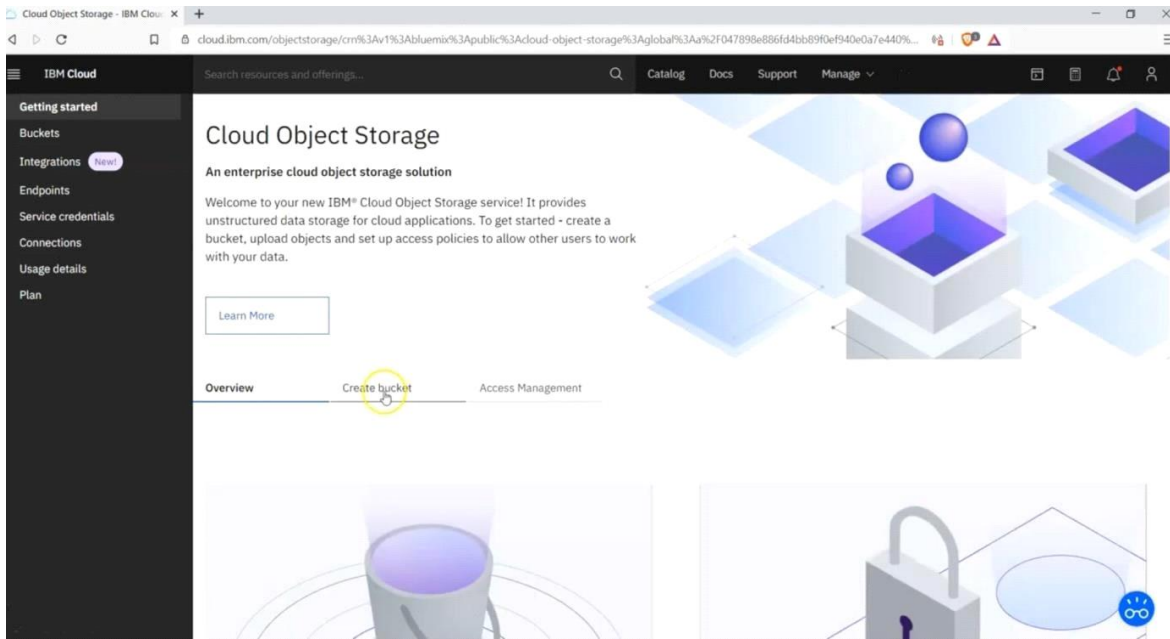 Cloud Object Storage - IBM Clou
cloud.ibm.com/objectstorage/crn%3Av1%3Abluemix%3Apublic%3Acloud-object-storage%3Aglobal%3Aa%2F047898e886fd4bb89f0ef940e0a7e440%...
IBM Cloud
Search resources and offerings...
Catalog
Docs
Support
Manage
Getting started
Buckets
Integrations New!
Endpoints
Service credentials
Connections
Usage details
Plan
Cloud Object Storage
An enterprise cloud object storage solution
Welcome to your new IBM® Cloud Object Storage service! It provides
unstructured data storage for cloud applications. To get started - create a
bucket, upload objects and set up access policies to allow other users to work
with your data.
Learn More
Overview
Create bucket
Access Management